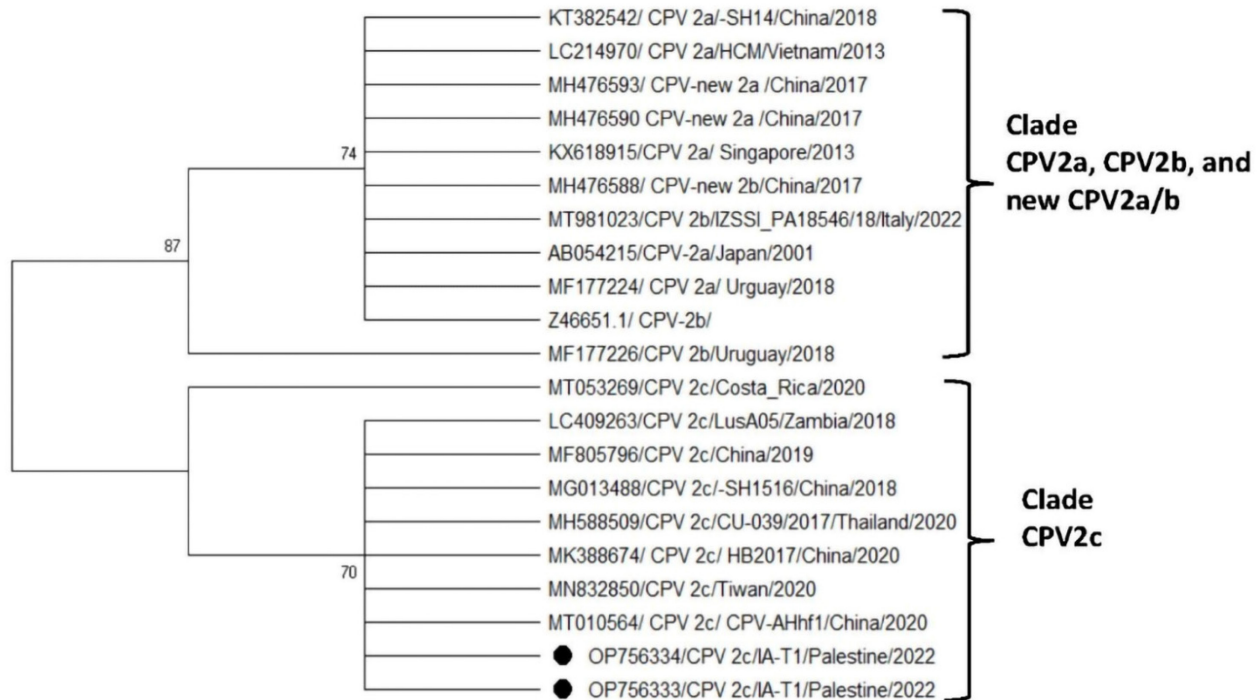 KT382542/ CPV 2a/-SH14/China/2018
LC214970/ CPV 2a/HCM/Vietnam/2013
MH476593/ CPV-new 2a /China/2017
MH476590 CPV-new 2a /China/2017
74
KX618915/CPV 2a/ Singapore/2013
MH476588/ CPV-new 2b/China/2017
MT981023/CPV 2b/IZSSI_PA18546/18/Italy/2022
87
AB054215/CPV-2a/Japan/2001
MF177224/ CPV 2a/ Urguay/2018
Z46651.1/ CPV-2b/
MF177226/CPV 2b/Uruguay/2018
Clade
CPV2a, CPV2b, and
new CPV2a/b
MT053269/CPV 2c/Costa_Rica/2020
LC409263/CPV 2c/LusA05/Zambia/2018
MF805796/CPV 2c/China/2019
MG013488/CPV 2c/-SH1516/China/2018
MH588509/CPV 2c/CU-039/2017/Thailand/2020
MK388674/ CPV 2c/ HB2017/China/2020
70
MN832850/CPV 2c/Tiwan/2020
MT010564/ CPV 2c/ CPV-AHhf1/China/2020
OP756334/CPV 2c/IA-T1/Palestine/2022
OP756333/CPV 2c/IA-T1/Palestine/2022
Clade
CPV2c